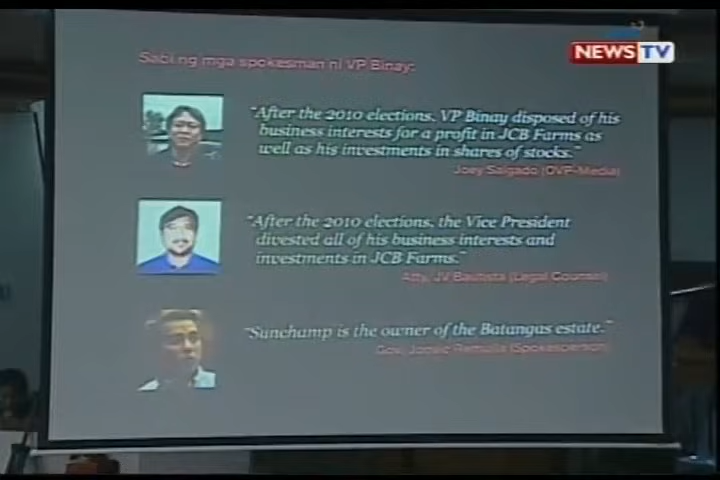 NEWS TV
Sabi ng mga spokesman ni VP Binay:
"After the 2010 elections, VP Binay disposed of his
business interests for a profit in JCB Farms as
well as his investments in shares of stocks."
Joey Salgado (OVP-Media)
"After the 2010 elections, the Vice President
divested all of his business interests and
investments in JCB Farms."
Atty. JV Bautista (Legal Counsel)
"Sunchamp is the owner of the Batangas estate."
Gov. Jonvic Remulla (Spokesperson)